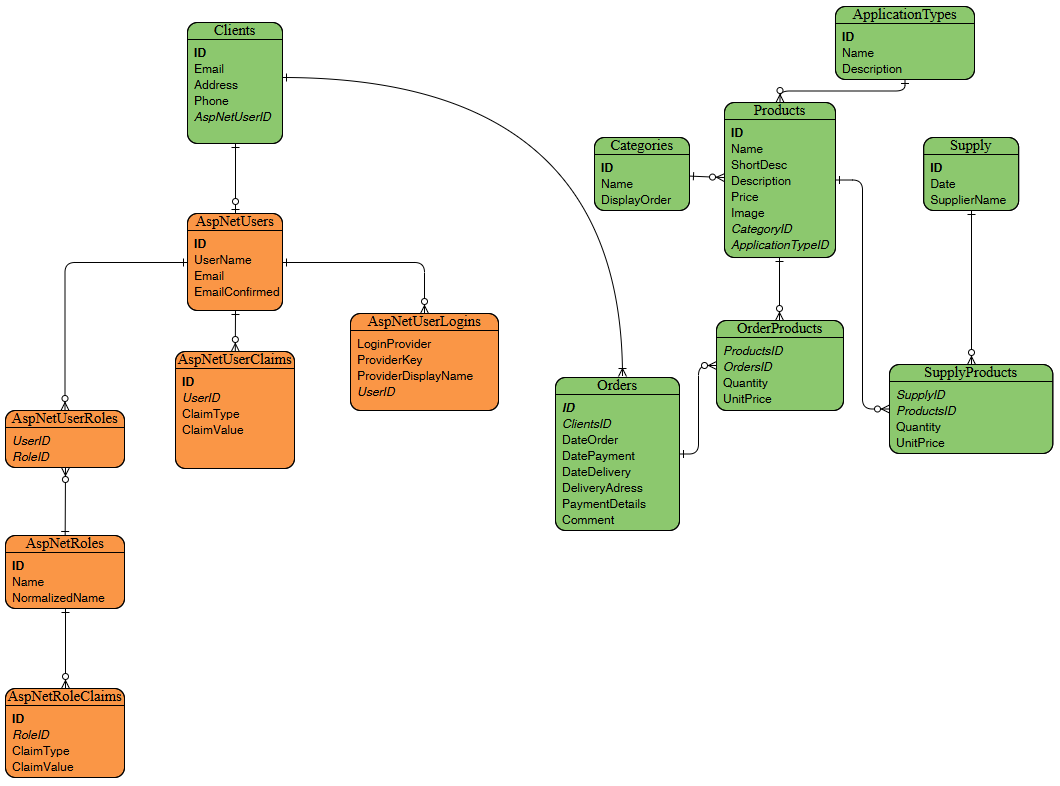 Clients
ID
Email
Address
Phone
AspNetUserID
ApplicationTypes
ID
Name
Description
Products
ID
Name
ShortDesc
Description
Price
Image
CategoryID
ApplicationTypeID
Categories
ID
Name
DisplayOrder
Supply
ID
Date
SupplierName
AspNetUsers
ID
UserName
Email
EmailConfirmed
AspNetUserLogins
LoginProvider
ProviderKey
ProviderDisplayName
UserID
AspNetUserClaims
ID
UserID
ClaimType
ClaimValue
OrderProducts
ProductsID
OrdersID
Quantity
UnitPrice
SupplyProducts
SupplyID
ProductsID
Quantity
UnitPrice
Orders
ID
ClientsID
DateOrder
DatePayment
DateDelivery
DeliveryAdress
PaymentDetails
Comment
AspNetUserRoles
UserID
RoleID
AspNetRoles
ID
Name
NormalizedName
AspNetRoleClaims
ID
RoleID
ClaimType
ClaimValue